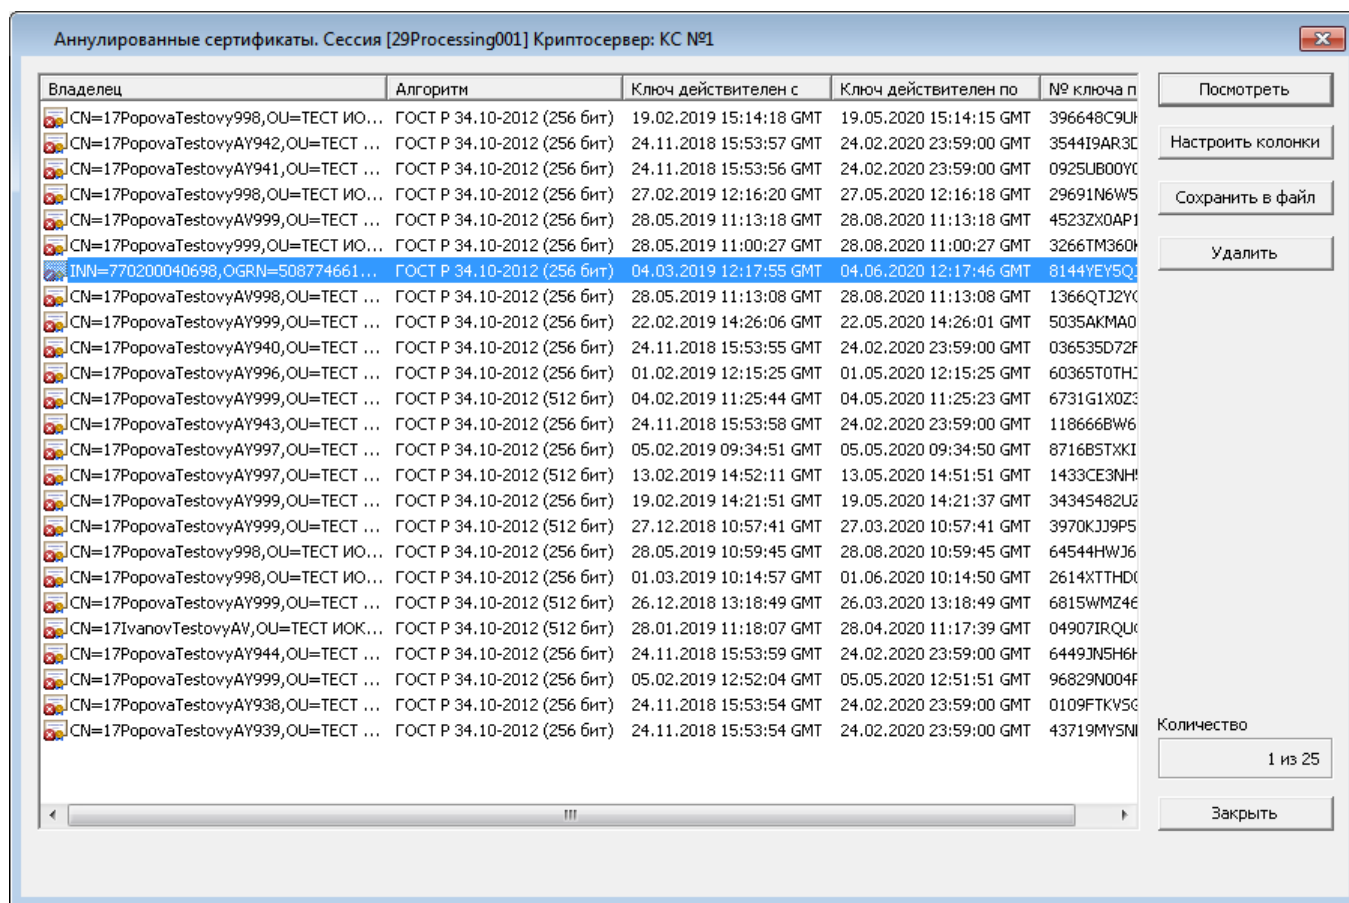 Аннулированные сертификаты. Сессия [29Processing001] Криптосервер: КС №1
Владелец Алгоритм Ключ действителен с Ключ действителен по № ключа п
CN=17PopovaTestovy998,OU=ТЕСТ ИО... ГОСТ Р 34.10-2012 (256 бит) 19.02.2019 15:14:18 GMT 19.05.2020 15:14:15 GMT 396648C9U
CN=17PopovaTestovyAY942,OU=ТЕСТ ... ГОСТ Р 34.10-2012 (256 бит) 24.11.2018 15:53:57 GMT 24.02.2020 23:59:00 GMT 3544I9AR3
CN=17PopovaTestovyAY941,OU=ТЕСТ ... ГОСТ Р 34.10-2012 (256 бит) 24.11.2018 15:53:56 GMT 24.02.2020 23:59:00 GMT 0925UB00Y
CN=17PopovaTestovy998,OU=ТЕСТ ИО... ГОСТ Р 34.10-2012 (256 бит) 27.02.2019 12:16:20 GMT 27.05.2020 12:16:18 GMT 29691N6W5
CN=17PopovaTestovyAY999,OU=ТЕСТ ... ГОСТ Р 34.10-2012 (256 бит) 28.05.2019 11:13:18 GMT 28.08.2020 11:13:18 GMT 4523ZX0AP1
CN=17PopovaTestovy999,OU=ТЕСТ ИО... ГОСТ Р 34.10-2012 (256 бит) 28.05.2019 11:00:27 GMT 28.08.2020 11:00:27 GMT 3266TM360
INN=770200040698,OGRN=508774661... ГОСТ Р 34.10-2012 (256 бит) 04.03.2019 12:17:55 GMT 04.06.2020 12:17:46 GMT 8144YEY5Q
CN=17PopovaTestovyAY998,OU=ТЕСТ ... ГОСТ Р 34.10-2012 (256 бит) 28.05.2019 11:13:08 GMT 28.08.2020 11:13:08 GMT 1366QTJ2Y
CN=17PopovaTestovyAY999,OU=ТЕСТ ... ГОСТ Р 34.10-2012 (256 бит) 22.02.2019 14:26:06 GMT 22.05.2020 14:26:01 GMT 5035AKMA0
CN=17PopovaTestovyAY940,OU=ТЕСТ ... ГОСТ Р 34.10-2012 (256 бит) 24.11.2018 15:53:55 GMT 24.02.2020 23:59:00 GMT 036535D72
CN=17PopovaTestovyAY996,OU=ТЕСТ ... ГОСТ Р 34.10-2012 (256 бит) 01.02.2019 12:15:25 GMT 01.05.2020 12:15:25 GMT 60365T0TH
CN=17PopovaTestovyAY999,OU=ТЕСТ ... ГОСТ Р 34.10-2012 (512 бит) 04.02.2019 11:25:44 GMT 04.05.2020 11:25:23 GMT 6731G1X0Z3
CN=17PopovaTestovyAY943,OU=ТЕСТ ... ГОСТ Р 34.10-2012 (256 бит) 24.11.2018 15:53:58 GMT 24.02.2020 23:59:00 GMT 118666BW6
CN=17PopovaTestovyAY997,OU=ТЕСТ ... ГОСТ Р 34.10-2012 (256 бит) 05.02.2019 09:34:51 GMT 05.05.2020 09:34:50 GMT 8716BSTXKI
CN=17PopovaTestovyAY997,OU=ТЕСТ ... ГОСТ Р 34.10-2012 (512 бит) 13.02.2019 14:52:11 GMT 13.05.2020 14:51:51 GMT 1433CE3NH
CN=17PopovaTestovyAY999,OU=ТЕСТ ... ГОСТ Р 34.10-2012 (256 бит) 19.02.2019 14:21:51 GMT 19.05.2020 14:21:37 GMT 34345482UZ
CN=17PopovaTestovyAY999,OU=ТЕСТ ... ГОСТ Р 34.10-2012 (512 бит) 27.12.2018 10:57:41 GMT 27.03.2020 10:57:41 GMT 3970KJJ9P5
CN=17PopovaTestovy998,OU=ТЕСТ ИО... ГОСТ Р 34.10-2012 (256 бит) 28.05.2019 10:59:45 GMT 28.08.2020 10:59:45 GMT 64544HWJ6
CN=17PopovaTestovy998,OU=ТЕСТ ИО... ГОСТ Р 34.10-2012 (256 бит) 01.03.2019 10:14:57 GMT 01.06.2020 10:14:50 GMT 2614XTTHD
CN=17PopovaTestovyAY999,OU=ТЕСТ ... ГОСТ Р 34.10-2012 (512 бит) 26.12.2018 13:18:49 GMT 26.03.2020 13:18:49 GMT 6815WMZ46
CN=17IvanovTestovyAV,OU=ТЕСТ ИОК... ГОСТ Р 34.10-2012 (512 бит) 28.01.2019 11:18:07 GMT 28.04.2020 11:17:39 GMT 04907IRQU
CN=17PopovaTestovyAY944,OU=ТЕСТ ... ГОСТ Р 34.10-2012 (256 бит) 24.11.2018 15:53:59 GMT 24.02.2020 23:59:00 GMT 6449JN5H6
CN=17PopovaTestovyAY999,OU=ТЕСТ ... ГОСТ Р 34.10-2012 (256 бит) 05.02.2019 12:52:04 GMT 05.05.2020 12:51:51 GMT 96829N004
CN=17PopovaTestovyAY938,OU=ТЕСТ ... ГОСТ Р 34.10-2012 (256 бит) 24.11.2018 15:53:54 GMT 24.02.2020 23:59:00 GMT 0109FTKVS
CN=17PopovaTestovyAY939,OU=ТЕСТ ... ГОСТ Р 34.10-2012 (256 бит) 24.11.2018 15:53:54 GMT 24.02.2020 23:59:00 GMT 43719MYSN
Посмотреть
Настроить колонки
Сохранить в файл
Удалить
Количество
1 из 25
Закрыть